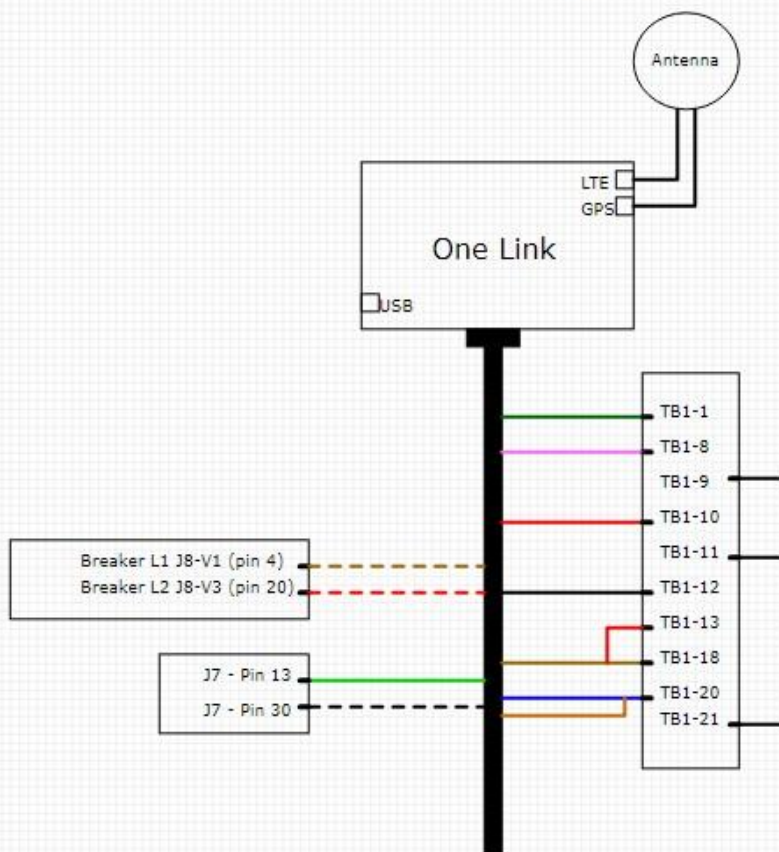 Antenna
LTE
GPS
One Link
USB
TB1-1
TB1-8
TB1-9
TB1-10
TB1-11
TB1-12
TB1-13
TB1-18
TB1-20
TB1-21
Breaker L1 J8-V1 (pin 4)
Breaker L2 J8-V3 (pin 20)
J7 - Pin 13
J7 - Pin 30